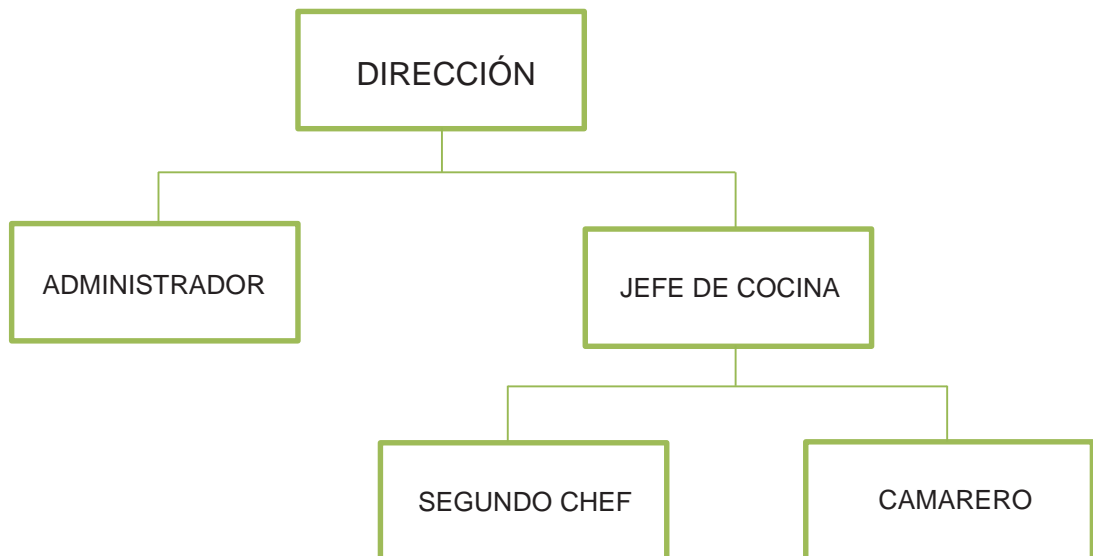 DIRECCIÓN
ADMINISTRADOR
JEFE DE COCINA
SEGUNDO CHEF
CAMARERO